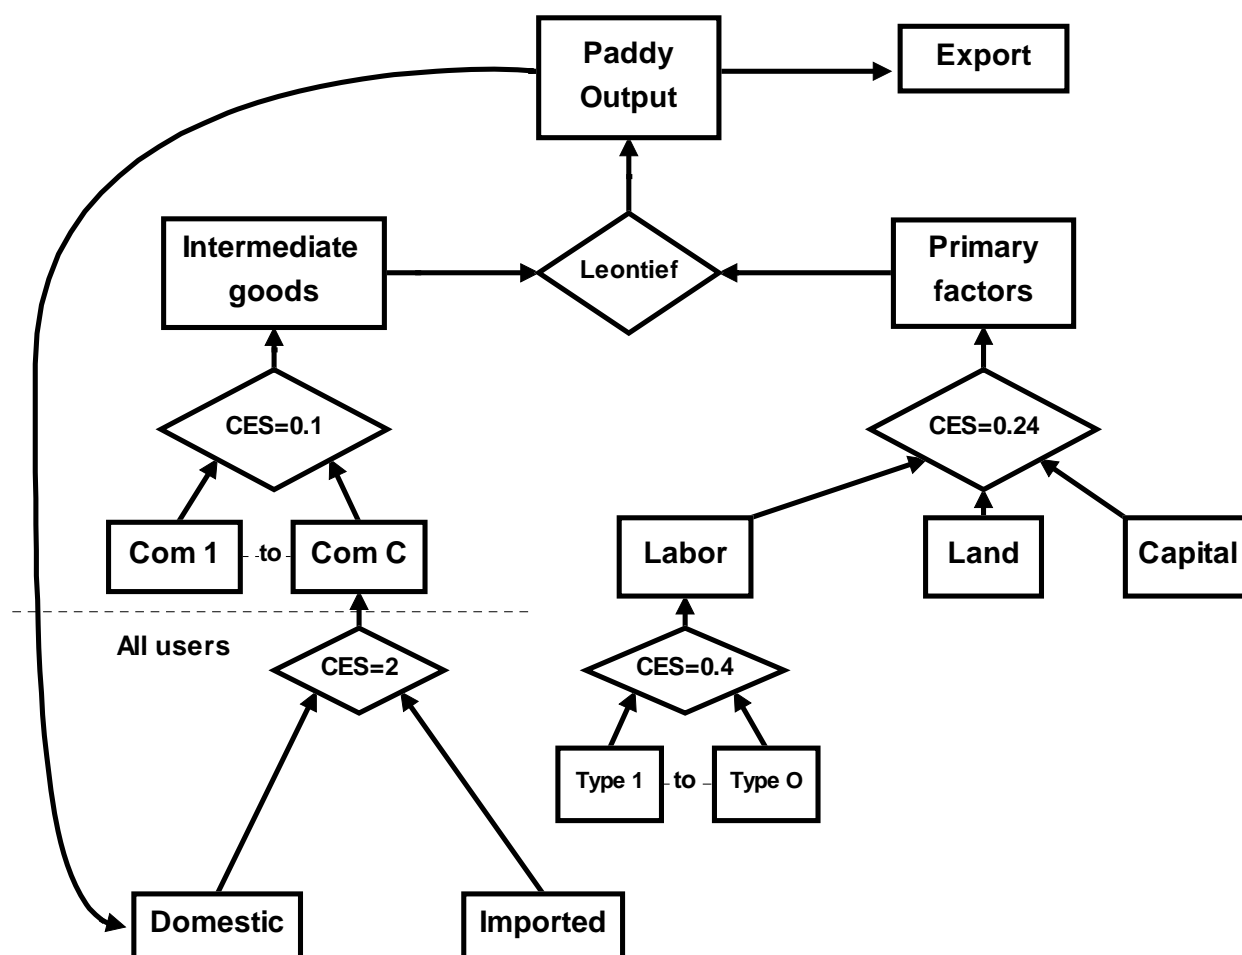 Paddy
Output
Export
Intermediate
goods
Leontief
Primary
factors
CES=0.1
CES=0.24
Com 1
to
Com C
Labor
Land
Capital
All users
CES=2
CES=0.4
Type 1
to
Type O
Domestic
Imported